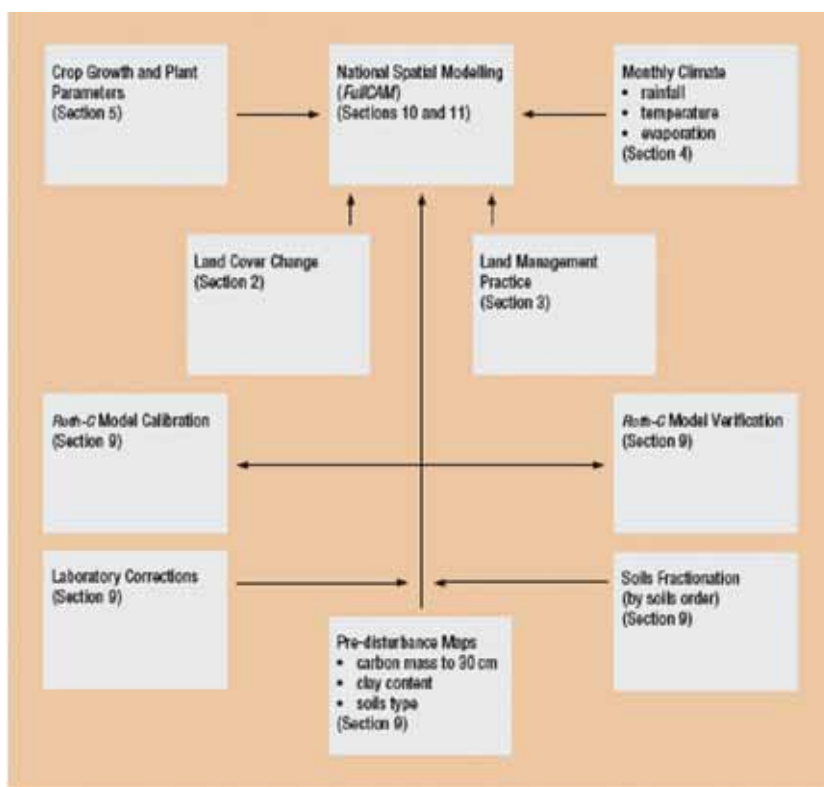 Crop Growth and Plant
Parameters
(Section 5)
National Spatial Modelling
(FullCAM)
(Sections 10 and 11)
Monthly Climate
• rainfall
• temperature
• evaporation
(Section 4)
Land Cover Change
(Section 2)
Land Management
Practice
(Section 3)
Roth-C Model Calibration
(Section 9)
Roth-C Model Verification
(Section 9)
Laboratory Corrections
(Section 9)
Soils Fractionation
(by soils order)
(Section 9)
Pre-disturbance Maps
• carbon mass to 30 cm
• clay content
• soils type
(Section 9)